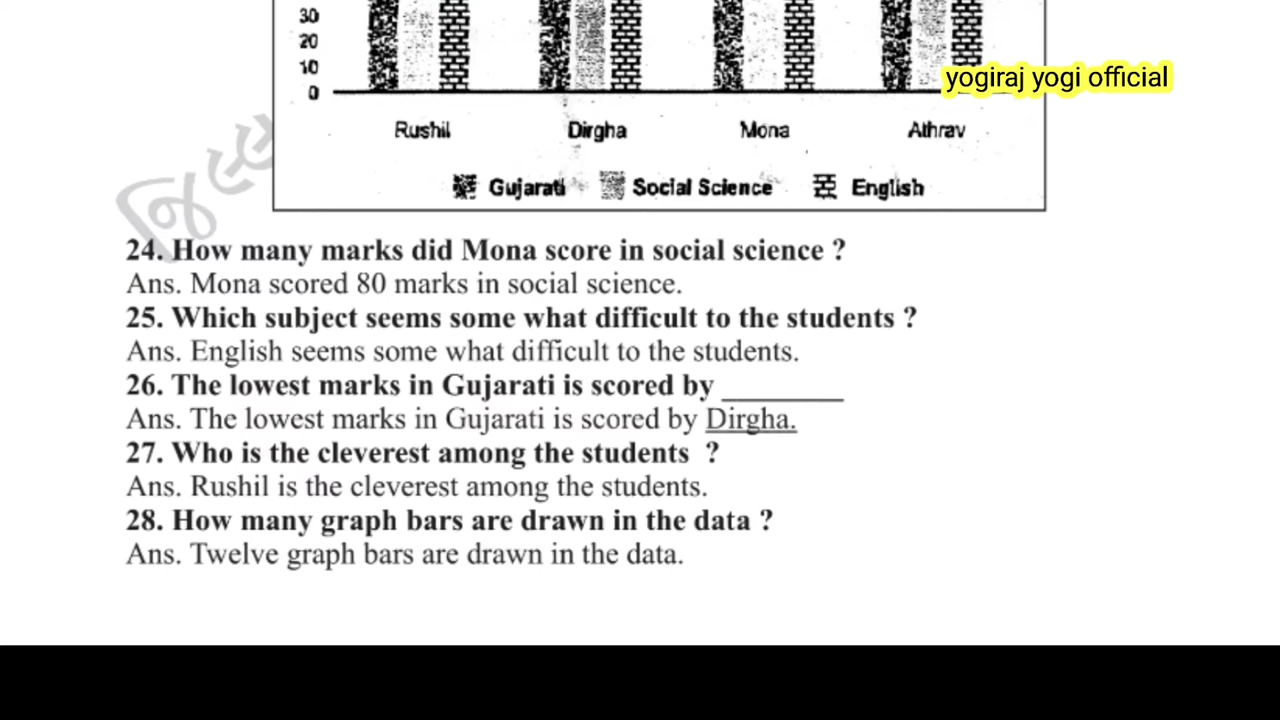 30
20
10
0
yogiraj yogi official
Rushil Dirgha Mona Athrav
Gujarati Social Science English
24. How many marks did Mona score in social science ?
Ans. Mona scored 80 marks in social science.
25. Which subject seems some what difficult to the students ?
Ans. English seems some what difficult to the students.
26. The lowest marks in Gujarati is scored by ________
Ans. The lowest marks in Gujarati is scored by Dirgha.
27. Who is the cleverest among the students ?
Ans. Rushil is the cleverest among the students.
28. How many graph bars are drawn in the data ?
Ans. Twelve graph bars are drawn in the data.